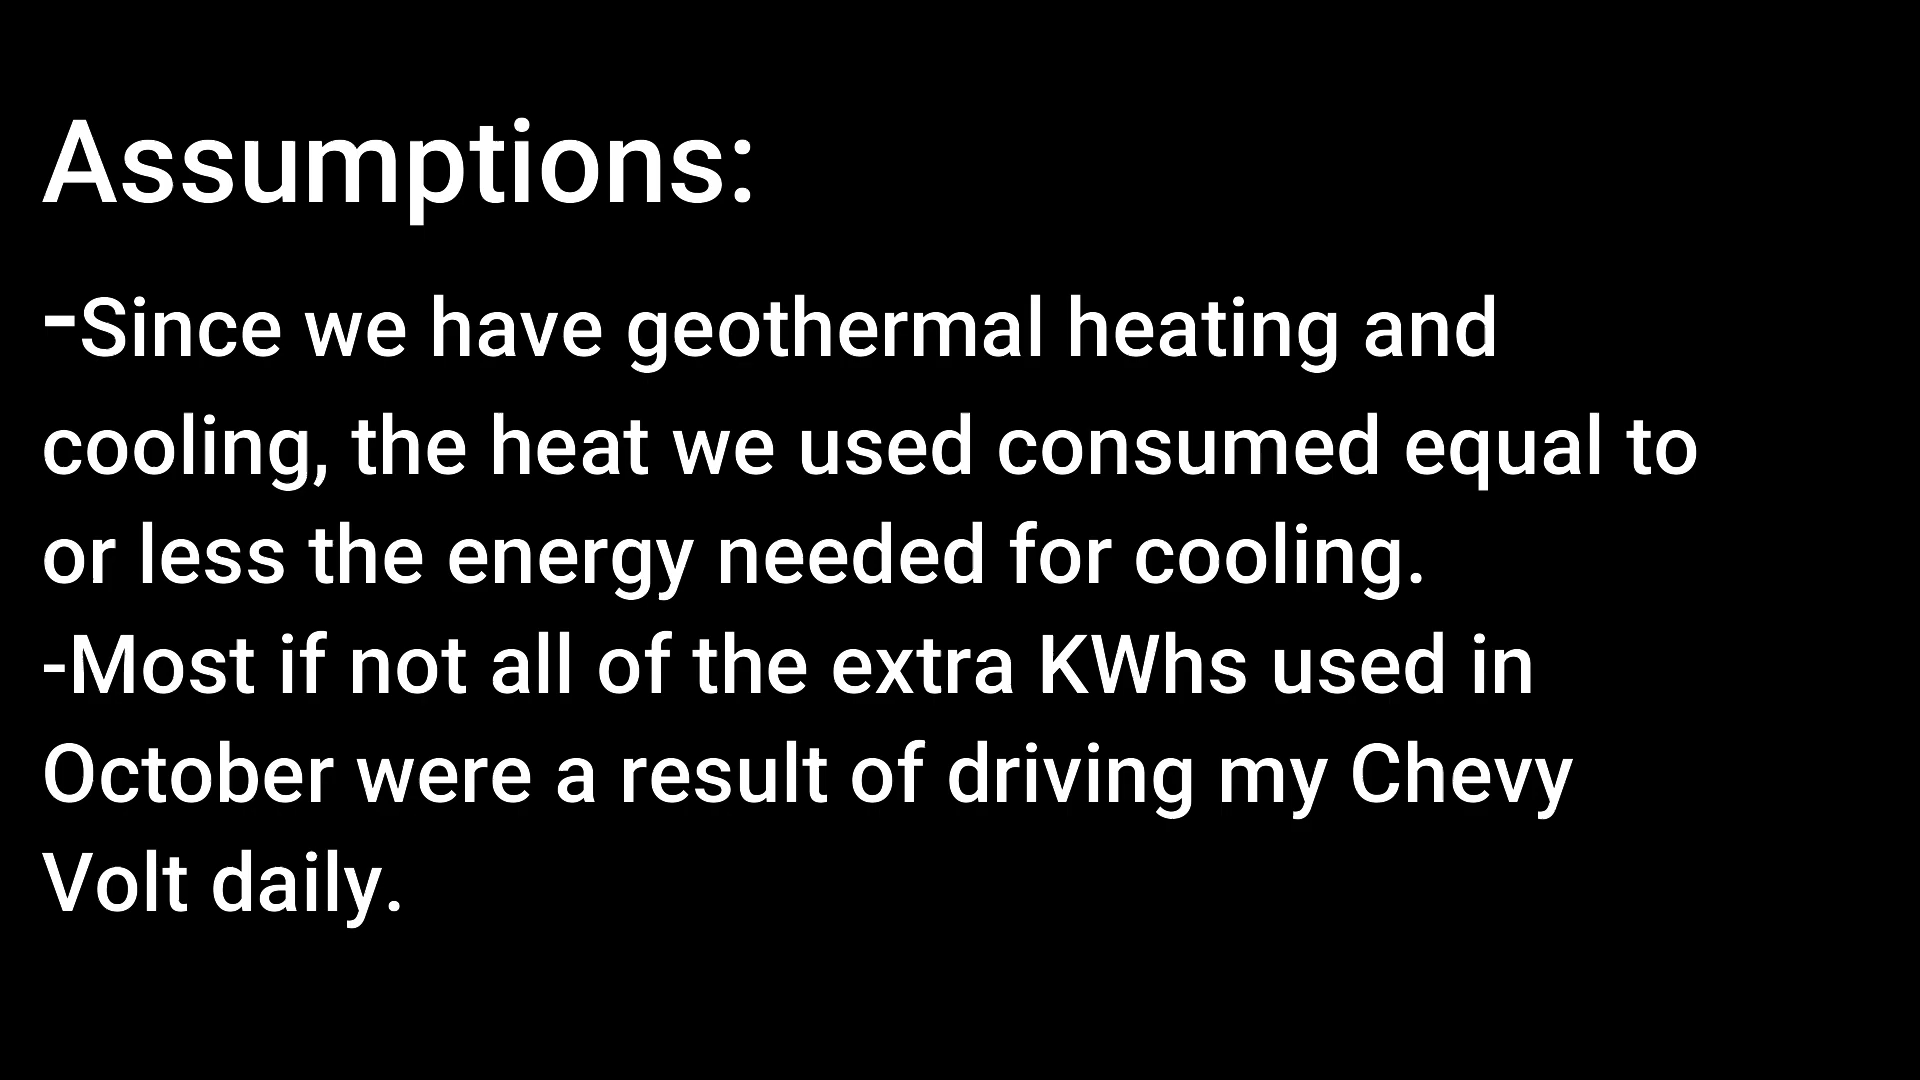 Assumptions:
-Since we have geothermal heating and
cooling, the heat we used consumed equal to
or less the energy needed for cooling.
-Most if not all of the extra KWhs used in
October were a result of driving my Chevy
Volt daily.